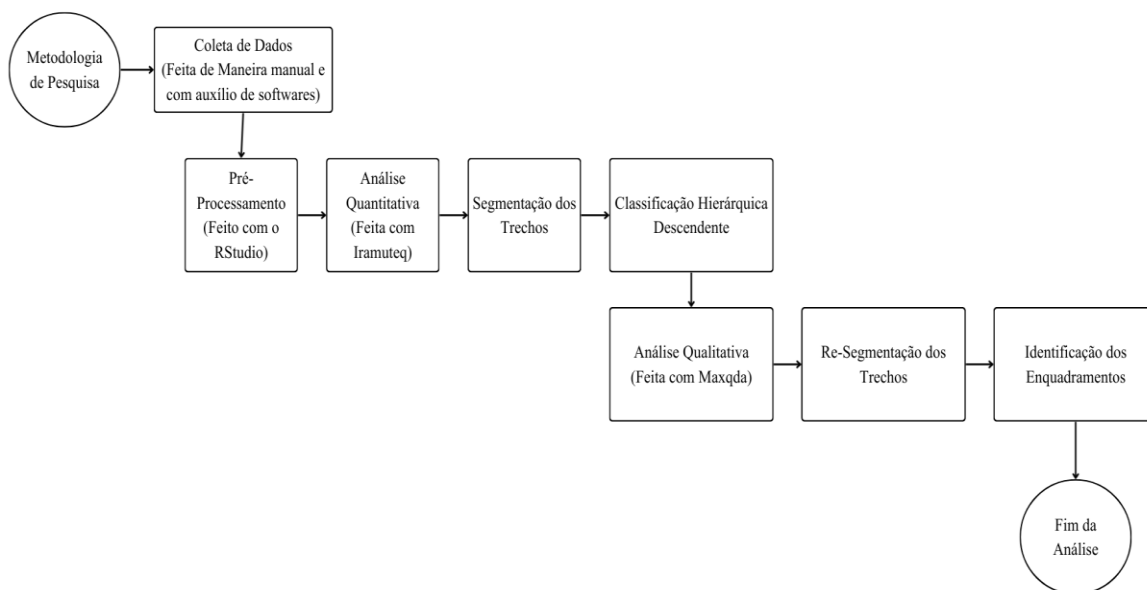 Metodologia
de Pesquisa
Coleta de Dados
(Feita de Maneira manual e
com auxílio de softwares)
Pré-
Processamento
(Feito com o
RStudio)
Análise
Quantitativa
(Feita com
Iramuteq)
Segmentação dos
Trechos
Classificação Hierárquica
Descendente
Análise Qualitativa
(Feita com Maxqda)
Re-Segmentação dos
Trechos
Identificação dos
Enquadramentos
Fim da
Análise